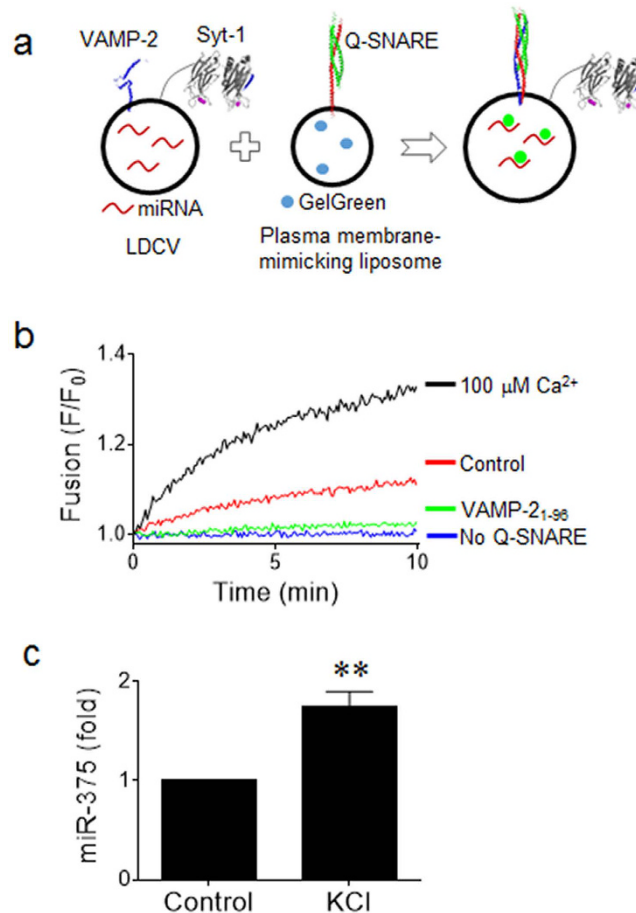 a
VAMP-2
Syt-1
Q-SNARE
miRNA
LDCV
GelGreen
Plasma membrane-
mimicking liposome
b
Fusion (F/F0)
1.4
1.2
1.0
0
5
10
Time (min)
100 μM Ca2+
Control
VAMP-21-96
No Q-SNARE
c
miR-375 (fold)
2
1
0
**
Control
KCl